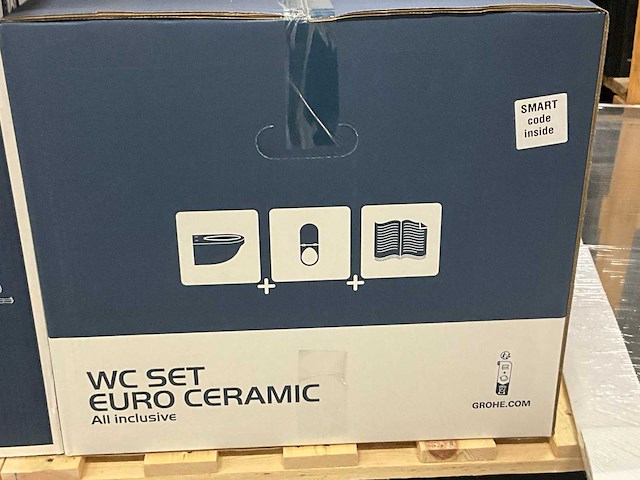 SMART
code
inside
WC SET
EURO CERAMIC
All inclusive
GROHE.COM